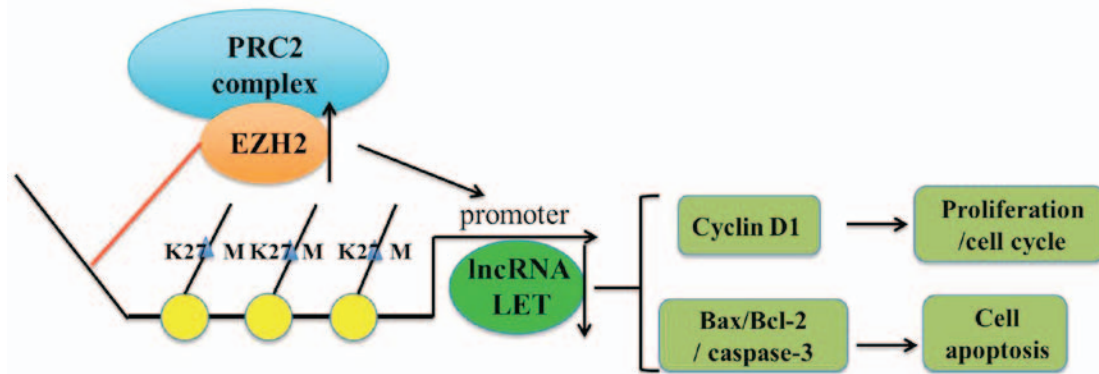 PRC2
complex
EZH2
promoter
K27 M K27 M K27 M
lncRNA
LET
Cyclin D1
Proliferation
/cell cycle
Bax/Bcl-2
/ caspase-3
Cell
apoptosis